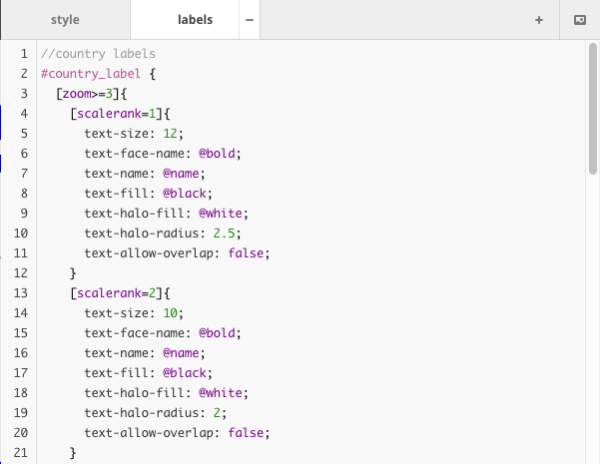 style labels – +
1 //country labels
2 #country_label {
3 [zoom>=3]{
4 [scalerank=1]{
5 text-size: 12;
6 text-face-name: @bold;
7 text-name: @name;
8 text-fill: @black;
9 text-halo-fill: @white;
10 text-halo-radius: 2.5;
11 text-allow-overlap: false;
12 }
13 [scalerank=2]{
14 text-size: 10;
15 text-face-name: @bold;
16 text-name: @name;
17 text-fill: @black;
18 text-halo-fill: @white;
19 text-halo-radius: 2;
20 text-allow-overlap: false;
21 }